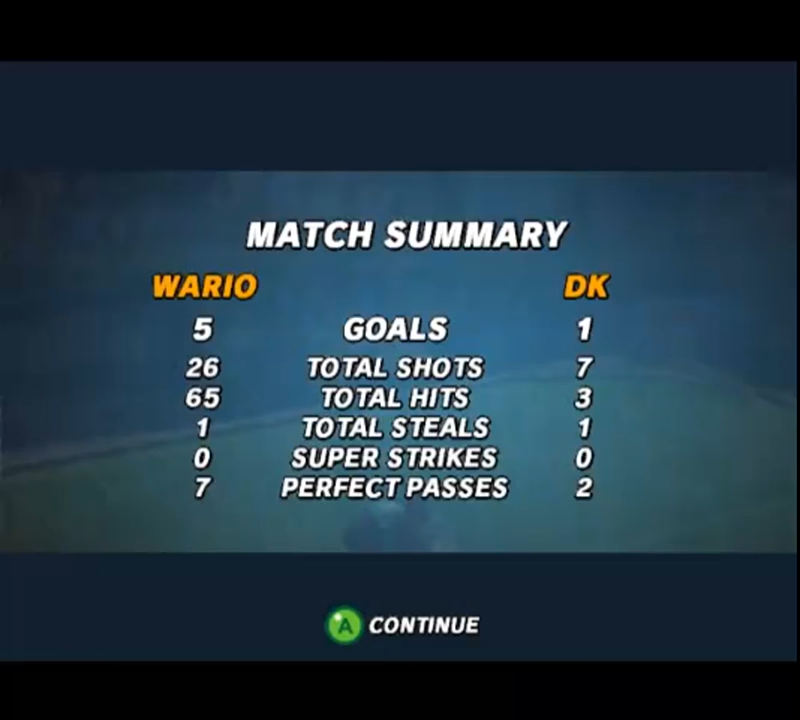 MATCH SUMMARY
WARIO DK
5 GOALS 1
26 TOTAL SHOTS 7
65 TOTAL HITS 3
1 TOTAL STEALS 1
0 SUPER STRIKES 0
7 PERFECT PASSES 2
A CONTINUE